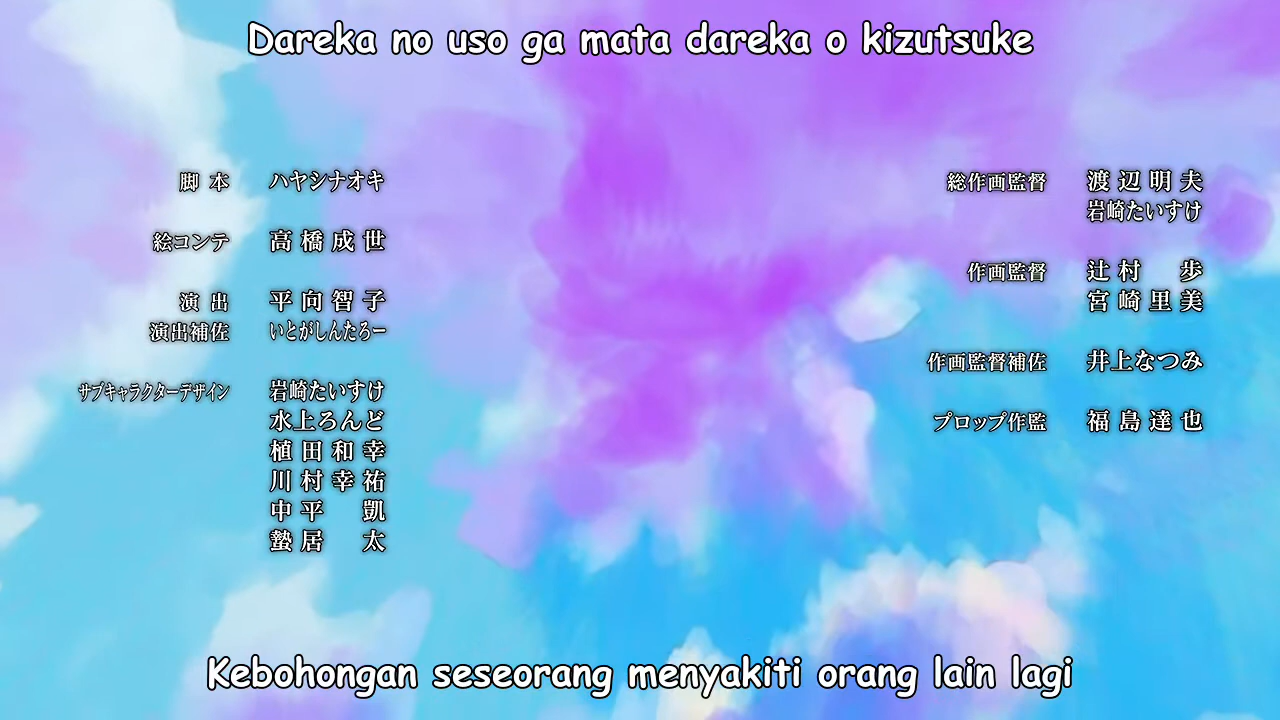 Dareka no uso ga mata dareka o kizutsuke
脚本 ハヤシナオキ
絵コンテ 高橋成世
演出 平向智子
演出補佐 いとがしんたろー
サブキャラクターデザイン 岩崎たいすけ
水上ろんど
植田和幸
川村幸祐
中平 凱
蟄居 太
総作画監督 渡辺明夫
岩崎たいすけ
作画監督 辻村 歩
宮崎里美
作画監督補佐 井上なつみ
プロップ作監 福島達也
Kebohongan seseorang menyakiti orang lain lagi